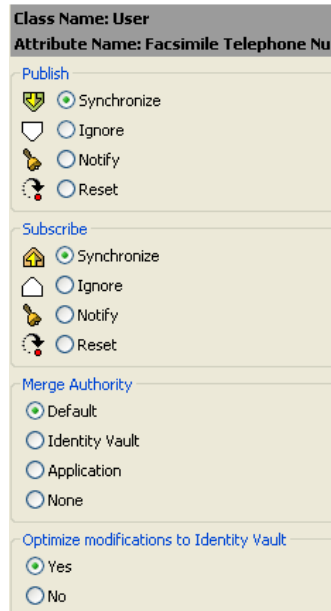 Class Name: User
Attribute Name: Facsimile Telephone
Publish
Synchronize
Ignore
Notify
Reset
Subscribe
Synchronize
Ignore
Notify
Reset
Merge Authority
Default
Identity Vault
Application
None
Optimize modifications to Identity Vault
Yes
No